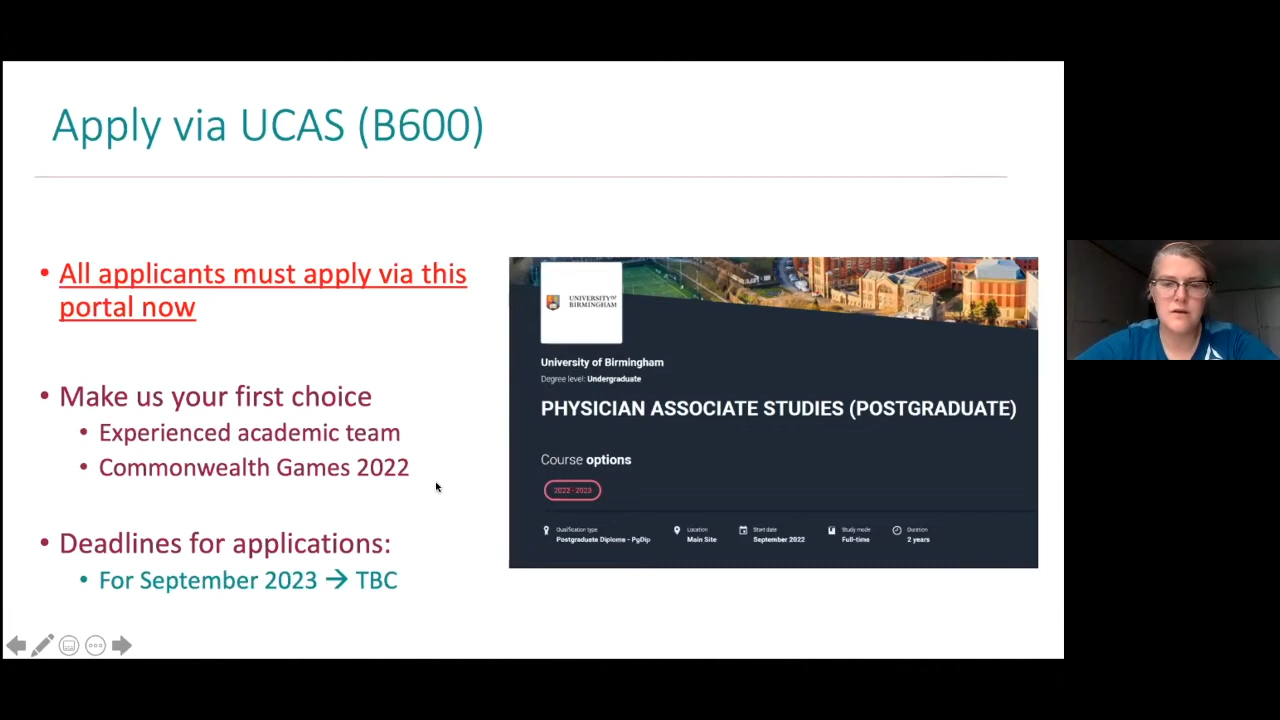 Apply via UCAS (B600)
• All applicants must apply via this
portal now
• Make us your first choice
• Experienced academic team
• Commonwealth Games 2022
• Deadlines for applications:
• For September 2023 → TBC
UNIVERSITY OF
BIRMINGHAM
University of Birmingham
Degree level: Undergraduate
PHYSICIAN ASSOCIATE STUDIES (POSTGRADUATE)
Course options
2022 - 2023
Qualification type
Postgraduate Diploma - PgDip
Location
Main Site
Start date
September 2022
Study mode
Full-time
Duration
2 years